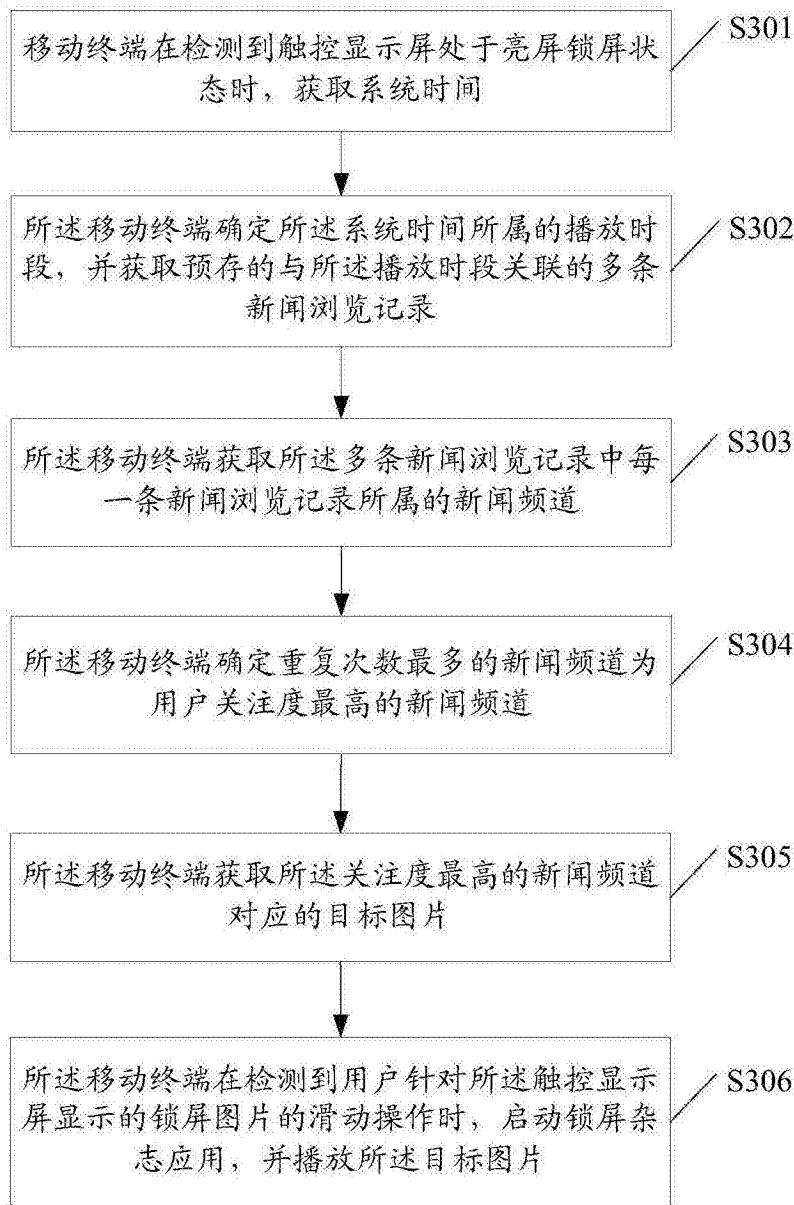 移动终端在检测到触控显示屏处于亮屏锁屏状
态时，获取系统时间
S301
所述移动终端确定所述系统时间所属的播放时
段，并获取预存的与所述播放时段关联的多条
新闻浏览记录
S302
所述移动终端获取所述多条新闻浏览记录中每
一条新闻浏览记录所属的新闻频道
S303
所述移动终端确定重复次数最多的新闻频道为
用户关注度最高的新闻频道
S304
所述移动终端获取所述关注度最高的新闻频道
对应的目标图片
S305
所述移动终端在检测到用户针对所述触控显示
屏显示的锁屏图片的滑动操作时，启动锁屏杂
志应用，并播放所述目标图片
S306